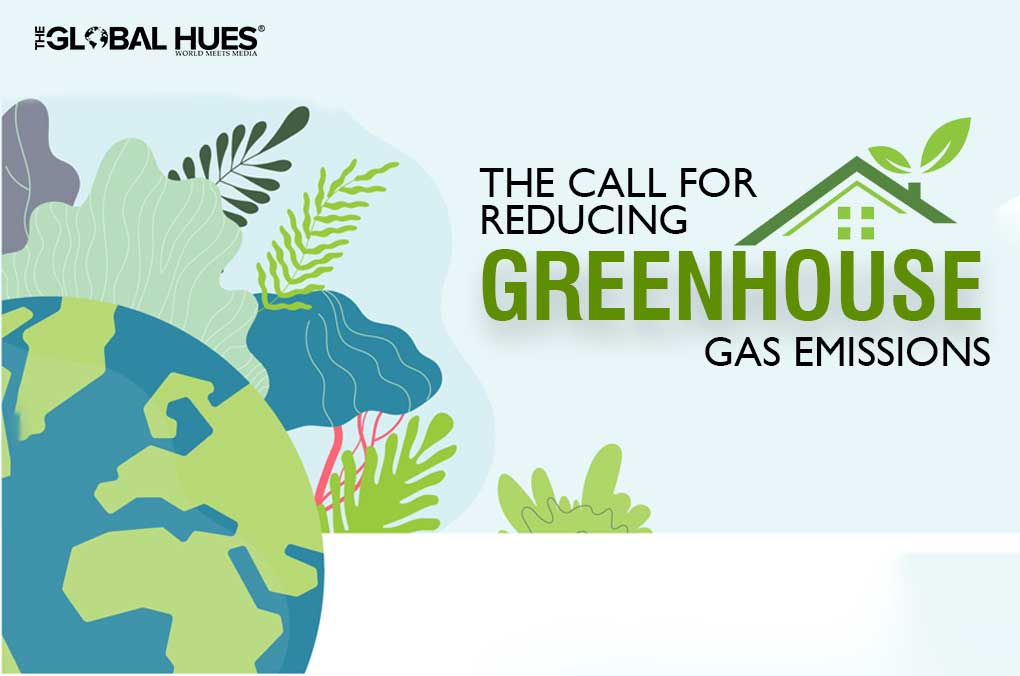 THE GLOBAL HUES®
WORLD MEETS MEDIA
THE CALL FOR
REDUCING
GREENHOUSE
GAS EMISSIONS